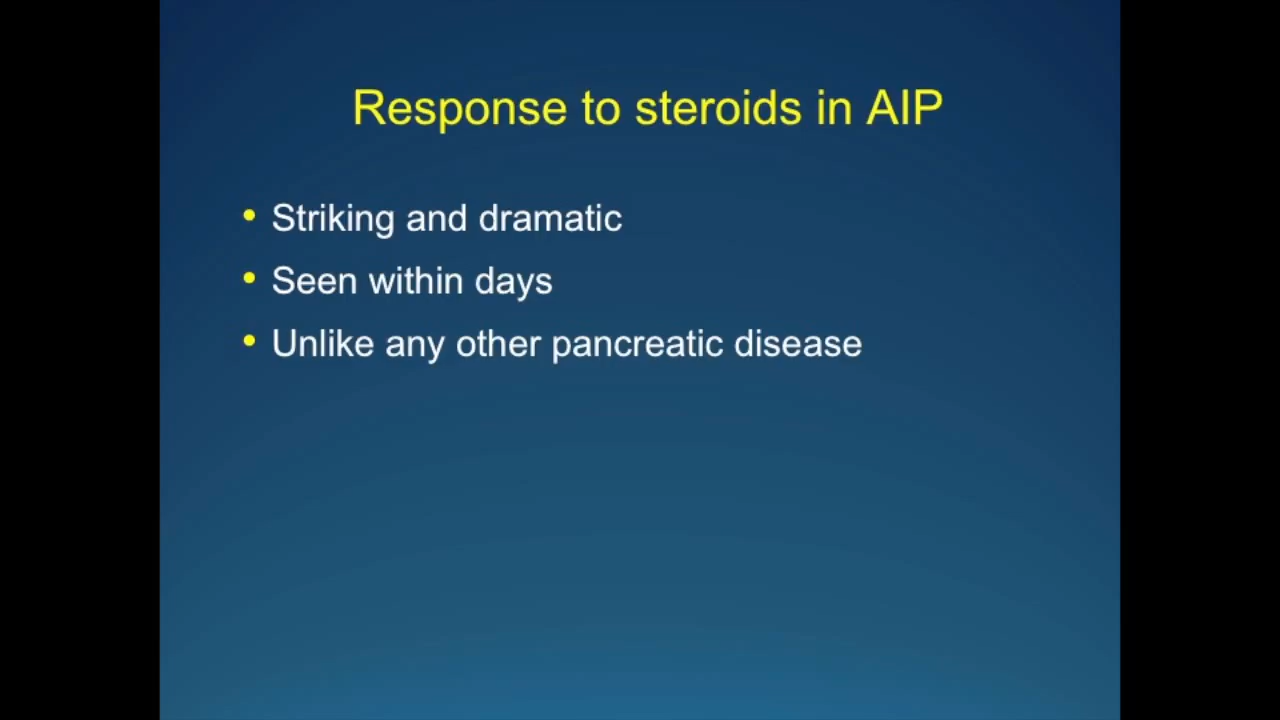 Response to steroids in AIP
• Striking and dramatic
• Seen within days
• Unlike any other pancreatic disease